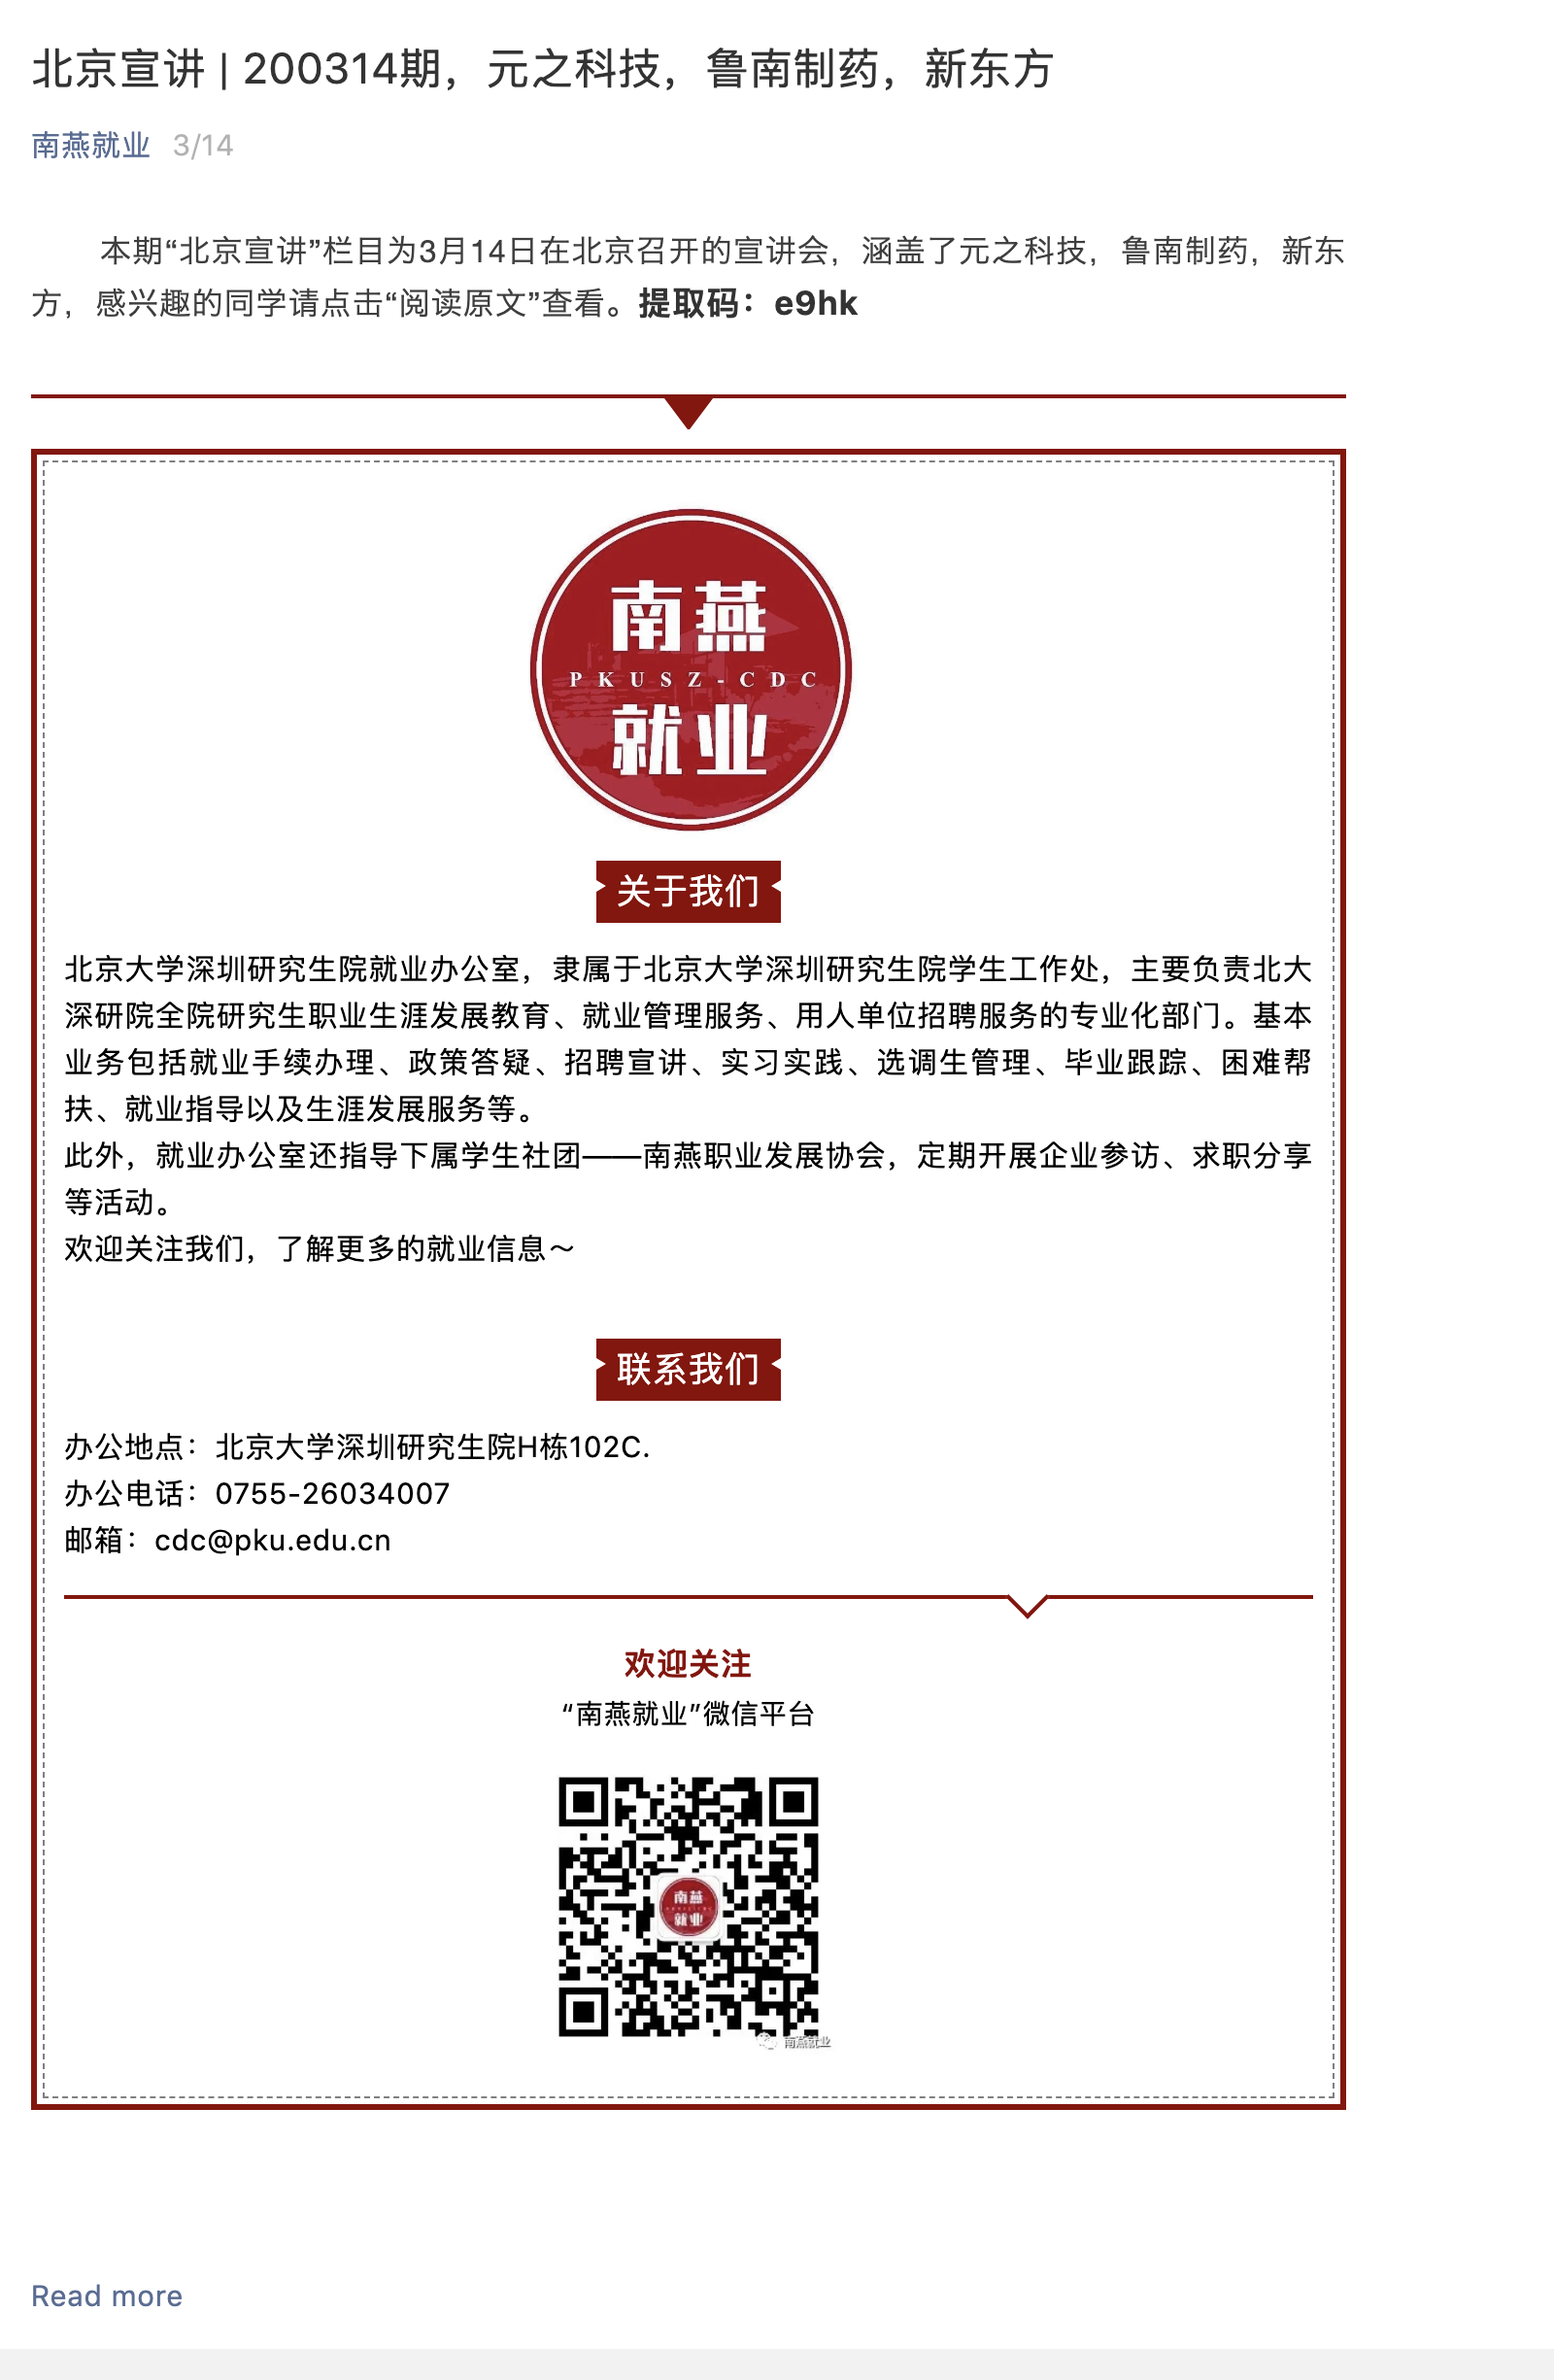 北京宣讲 | 200314期，元之科技，鲁南制药，新东方
南燕就业 3/14
本期“北京宣讲”栏目为3月14日在北京召开的宣讲会，涵盖了元之科技，鲁南制药，新东
方，感兴趣的同学请点击“阅读原文”查看。提取码：e9hk
南燕
PKUSZ-CDC
就业
关于我们
北京大学深圳研究生院就业办公室，隶属于北京大学深圳研究生院学生工作处，主要负责北大
深研院全院研究生职业生涯发展教育、就业管理服务、用人单位招聘服务的专业化部门。基本
业务包括就业手续办理、政策答疑、招聘宣讲、实习实践、选调生管理、毕业跟踪、困难帮
扶、就业指导以及生涯发展服务等。
此外，就业办公室还指导下属学生社团——南燕职业发展协会，定期开展企业参访、求职分享
等活动。
欢迎关注我们，了解更多的就业信息～
联系我们
办公地点：北京大学深圳研究生院H栋102C.
办公电话：0755-26034007
邮箱：cdc@pku.edu.cn
欢迎关注
“南燕就业”微信平台
南燕
就业
南燕就业
Read more